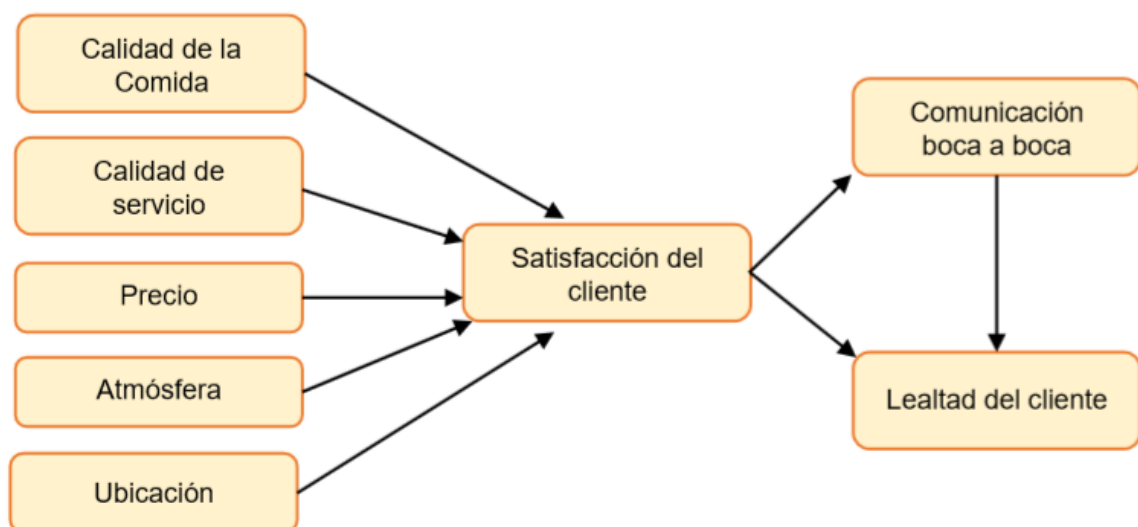 Calidad de la
Comida
Calidad de
servicio
Precio
Atmósfera
Ubicación
Satisfacción del
cliente
Comunicación
boca a boca
Lealtad del cliente